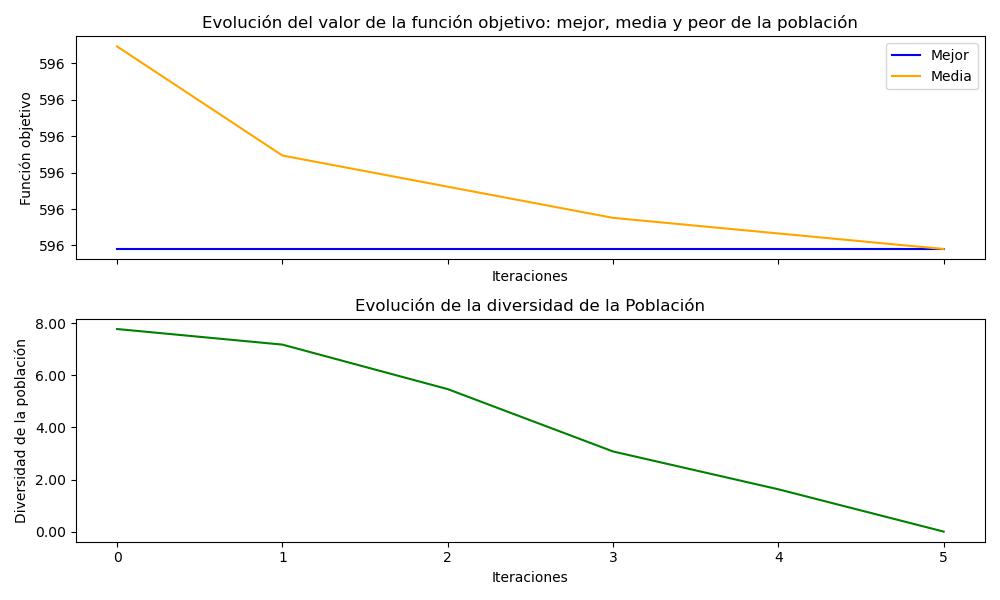 Evolución del valor de la función objetivo: mejor, media y peor de la población
Función objetivo
596
596
596
596
596
596
Mejor
Media
Iteraciones
Evolución de la diversidad de la Población
Diversidad de la población
8.00
6.00
4.00
2.00
0.00
0 1 2 3 4 5
Iteraciones